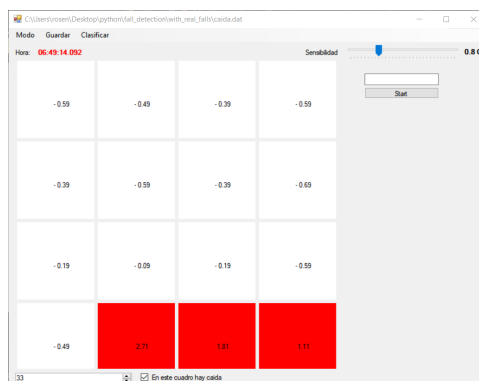 C:\Users\rosen\Desktop\python\fall_detection\with_real_falls\caida.dat
Modo Guardar Clasificar
Hora: 06:49:14.092 Sensibilidad 0.8
- 0.59 - 0.49 - 0.39 - 0.59
Start
- 0.39 - 0.59 - 0.39 - 0.69
- 0.19 - 0.09 - 0.19 - 0.59
- 0.49 2.71 1.81 1.11
33 En este cuadro hay caida